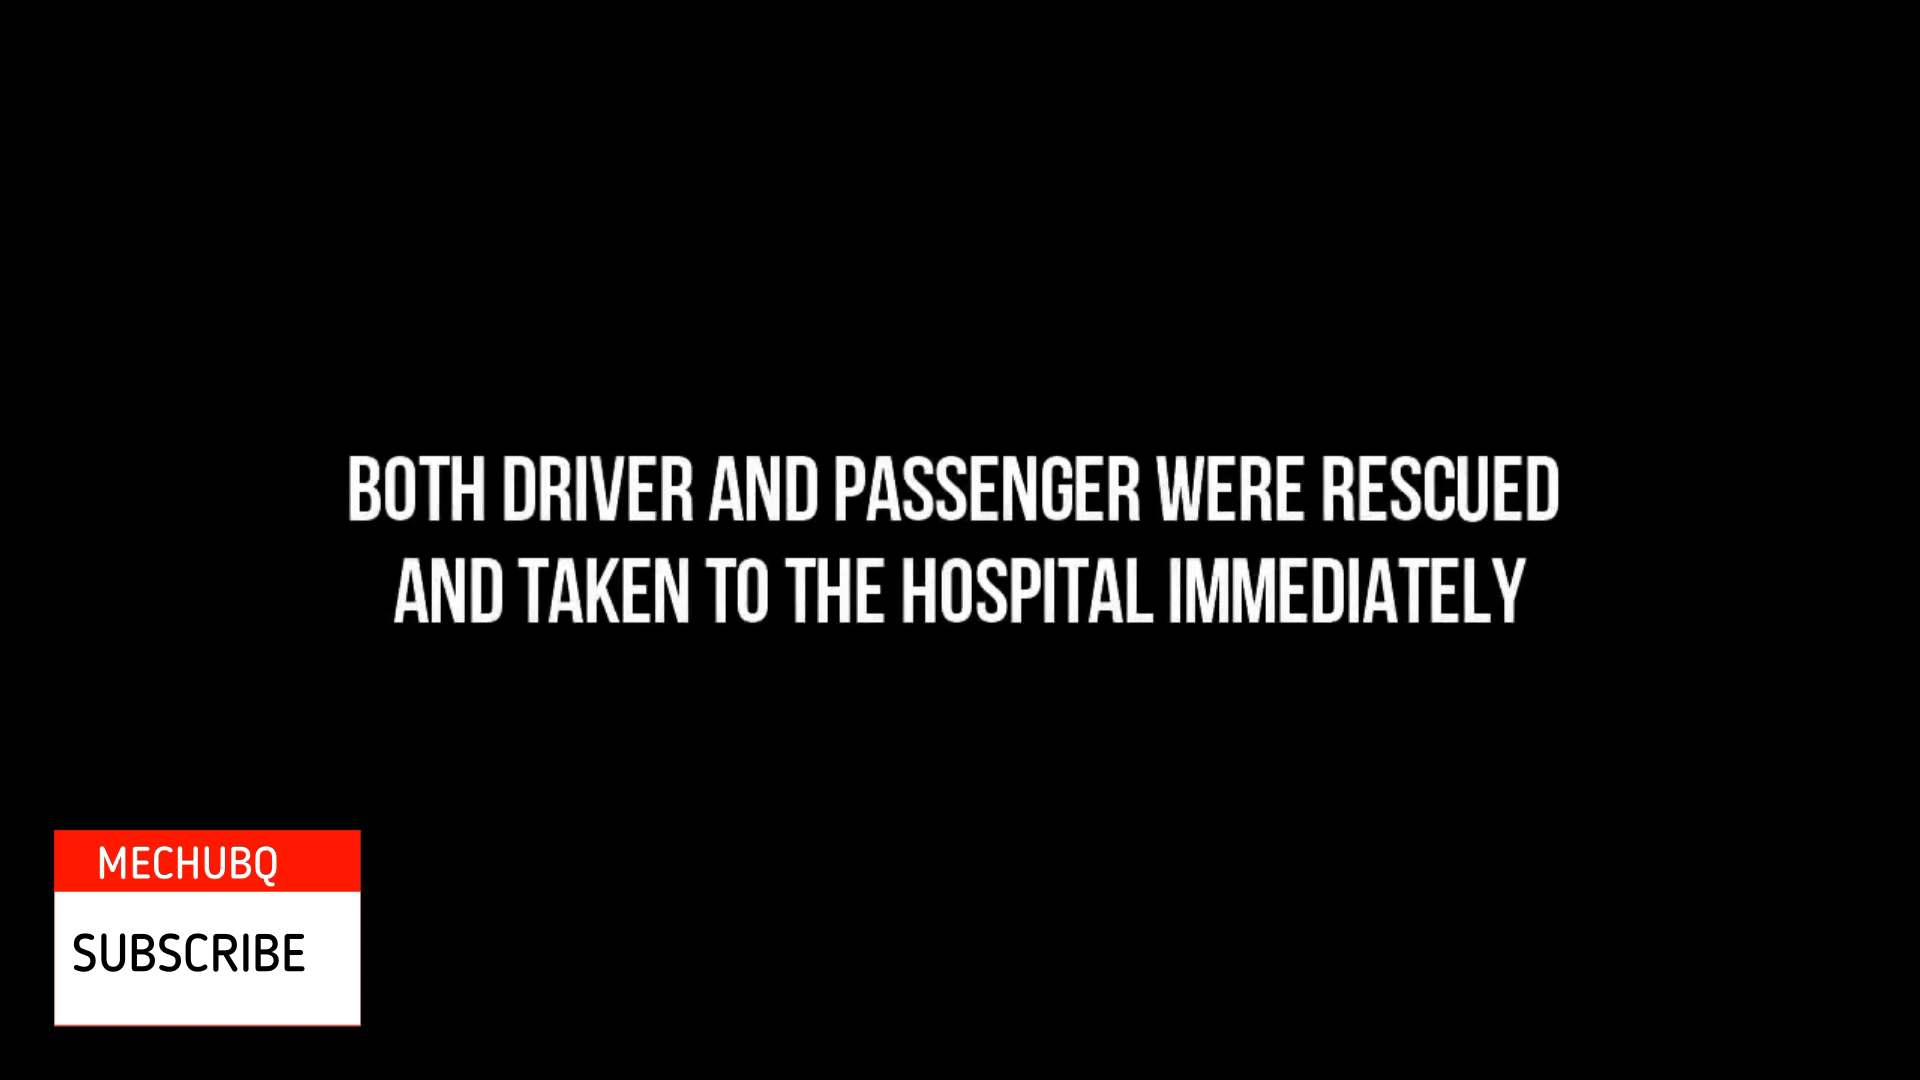 BOTH DRIVER AND PASSENGER WERE RESCUED
AND TAKEN TO THE HOSPITAL IMMEDIATELY
MECHUBQ
SUBSCRIBE